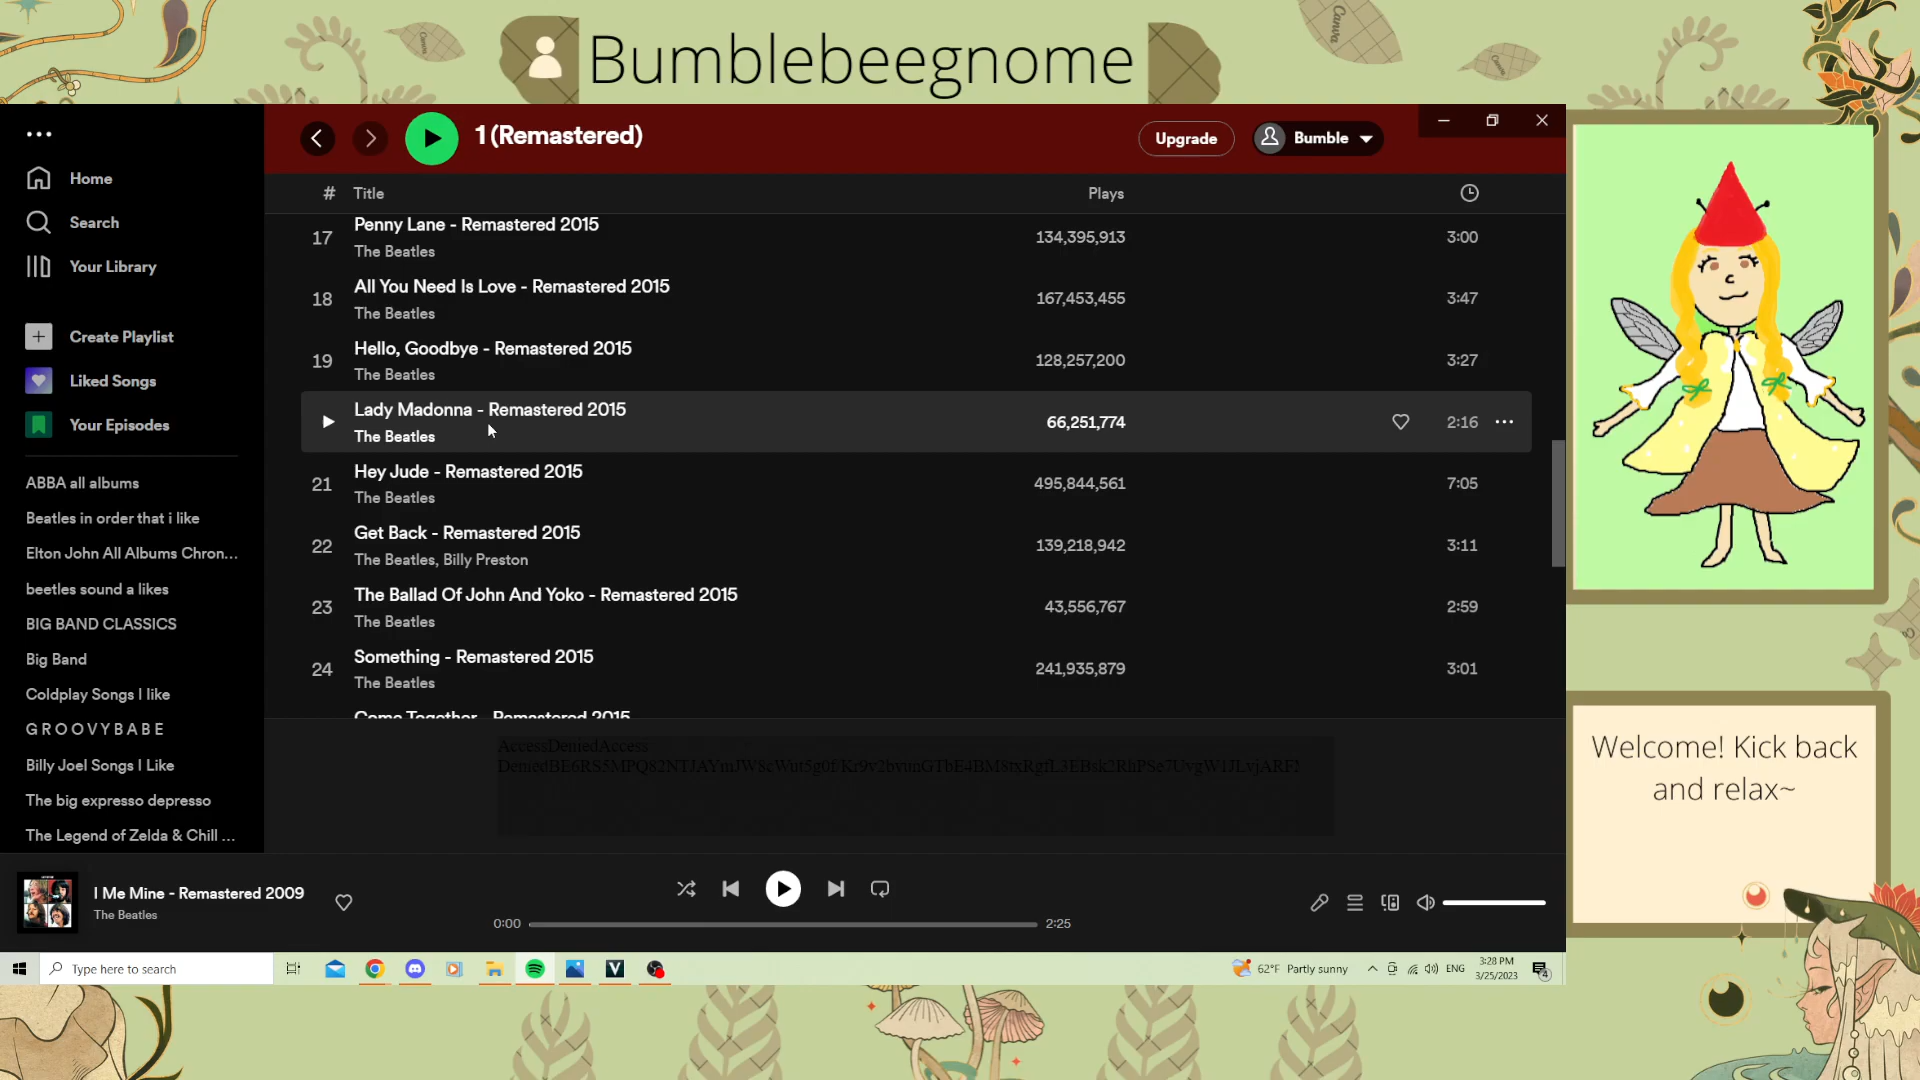 Bumblebeegnome
Canva
Canva
Canva
1 (Remastered)
Upgrade
Bumble
Home
Search
Your Library
Create Playlist
Liked Songs
Your Episodes
ABBA all albums
Beatles in order that i like
Elton John All Albums Chron...
beetles sound a likes
BIG BAND CLASSICS
Big Band
Coldplay Songs I like
G R O O V Y B A B E
Billy Joel Songs I Like
The big expresso depresso
The Legend of Zelda & Chill ...
# Title Plays
17 Penny Lane - Remastered 2015 134,395,913 3:00
The Beatles
18 All You Need Is Love - Remastered 2015 167,453,455 3:47
The Beatles
19 Hello, Goodbye - Remastered 2015 128,257,200 3:27
The Beatles
Lady Madonna - Remastered 2015 66,251,774 2:16
The Beatles
21 Hey Jude - Remastered 2015 495,844,561 7:05
The Beatles
22 Get Back - Remastered 2015 139,218,942 3:11
The Beatles, Billy Preston
23 The Ballad Of John And Yoko - Remastered 2015 43,556,767 2:59
The Beatles
24 Something - Remastered 2015 241,935,879 3:01
The Beatles
Come Together - Remastered 2015
AccessDeniedAccess
Welcome! Kick back
and relax~
I Me Mine - Remastered 2009
The Beatles
0:00 2:25
Type here to search
62°F Partly sunny
ENG
3:28 PM
3/25/2023
4